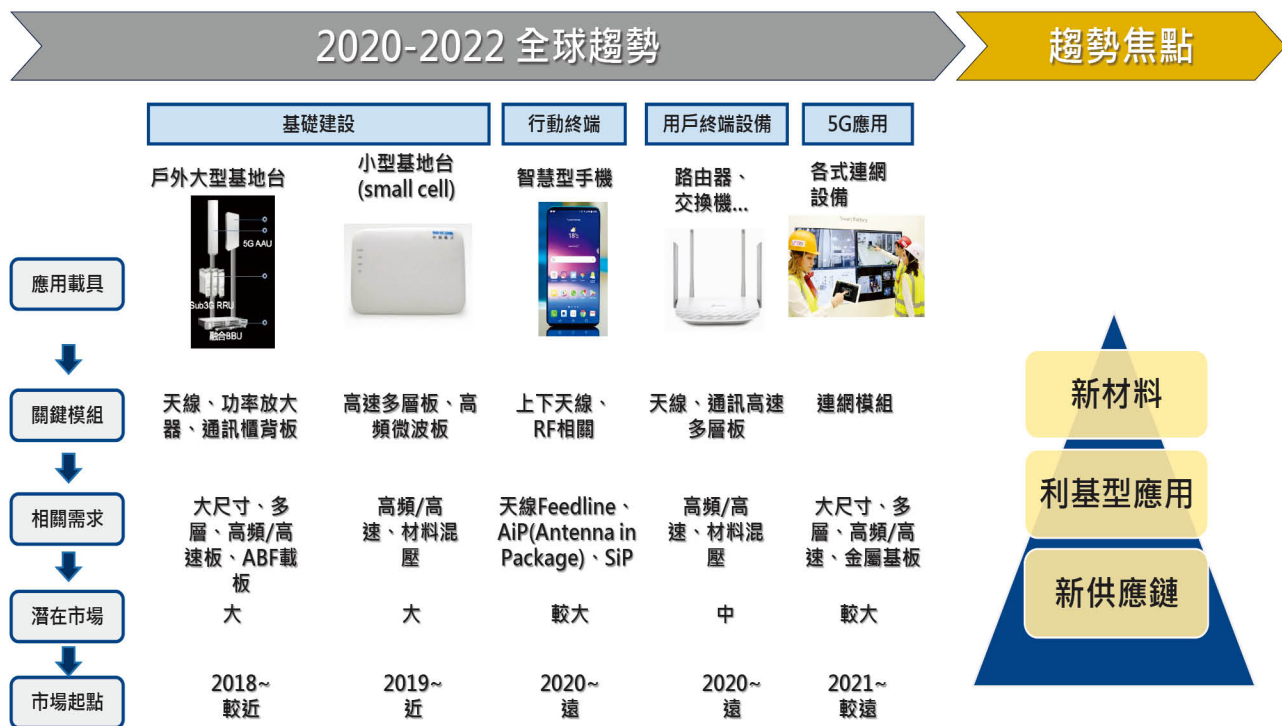 2020-2022 全球趨勢
趨勢焦點
基礎建設
行動終端
用戶終端設備
5G應用
戶外大型基地台
小型基地台
(small cell)
智慧型手機
路由器、
交換機...
各式連網
設備
應用載具
5G AAU
Sub3G RRU
融合BBU
18°
Smart Factory
關鍵模組
天線、功率放大
器、通訊櫃背板
高速多層板、高
頻微波板
上下天線、
RF相關
天線、通訊高速
多層板
連網模組
相關需求
大尺寸、多
層、高頻/高
速板、ABF載
板
高頻/高
速、材料混
壓
天線Feedline、
AiP(Antenna in
Package)、SiP
高頻/高
速、材料混
壓
大尺寸、多
層、高頻/高
速、金屬基板
潛在市場
大
大
較大
中
較大
市場起點
2018~
較近
2019~
近
2020~
遠
2020~
遠
2021~
較遠
新材料
利基型應用
新供應鏈